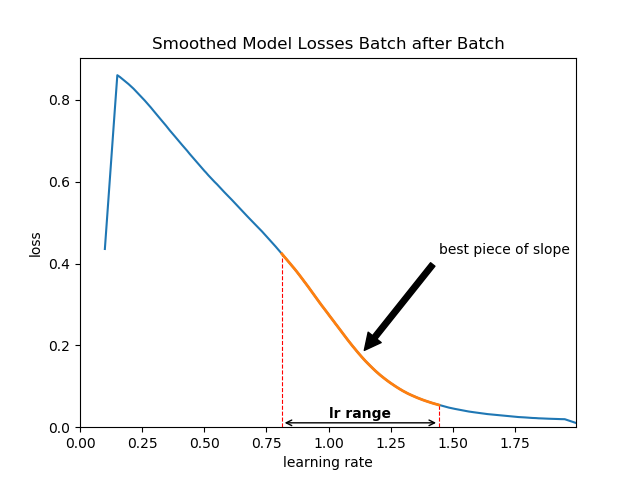 Smoothed Model Losses Batch after Batch
loss
0.8
0.6
0.4
0.2
0.0
best piece of slope
lr range
0.00 0.25 0.50 0.75 1.00 1.25 1.50 1.75
learning rate